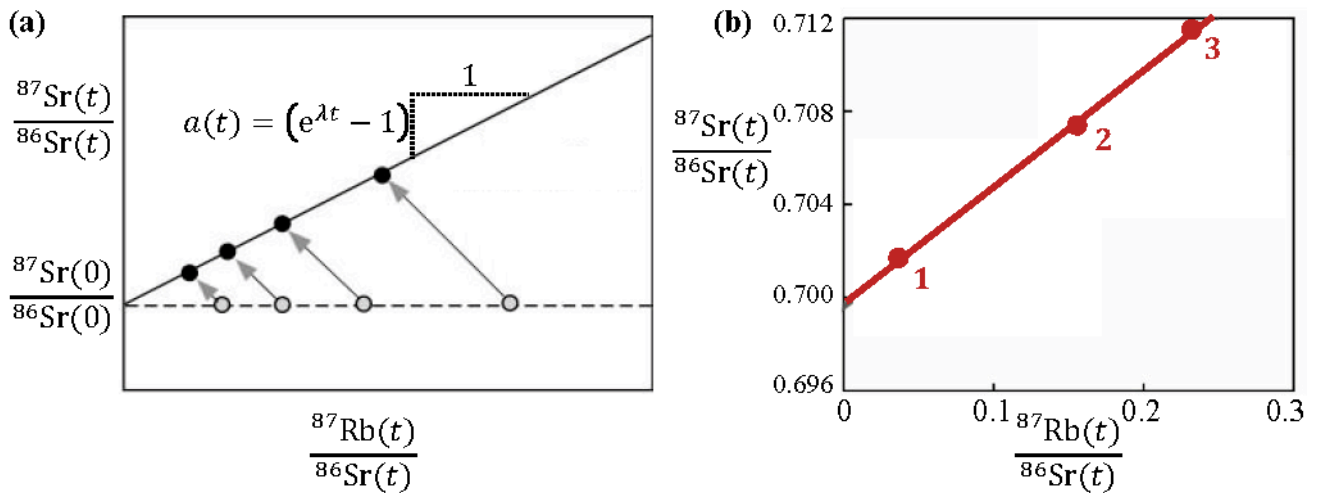 (a)
⁸⁷Sr(t)
⁸⁶Sr(t)
a(t) = (e^λt − 1)
1
⁸⁷Sr(0)
⁸⁶Sr(0)
⁸⁷Rb(t)
⁸⁶Sr(t)
(b)
0.712
0.708
⁸⁷Sr(t)
⁸⁶Sr(t)
0.704
0.700
0.696
3
2
1
0
0.1
0.2
0.3
⁸⁷Rb(t)
⁸⁶Sr(t)